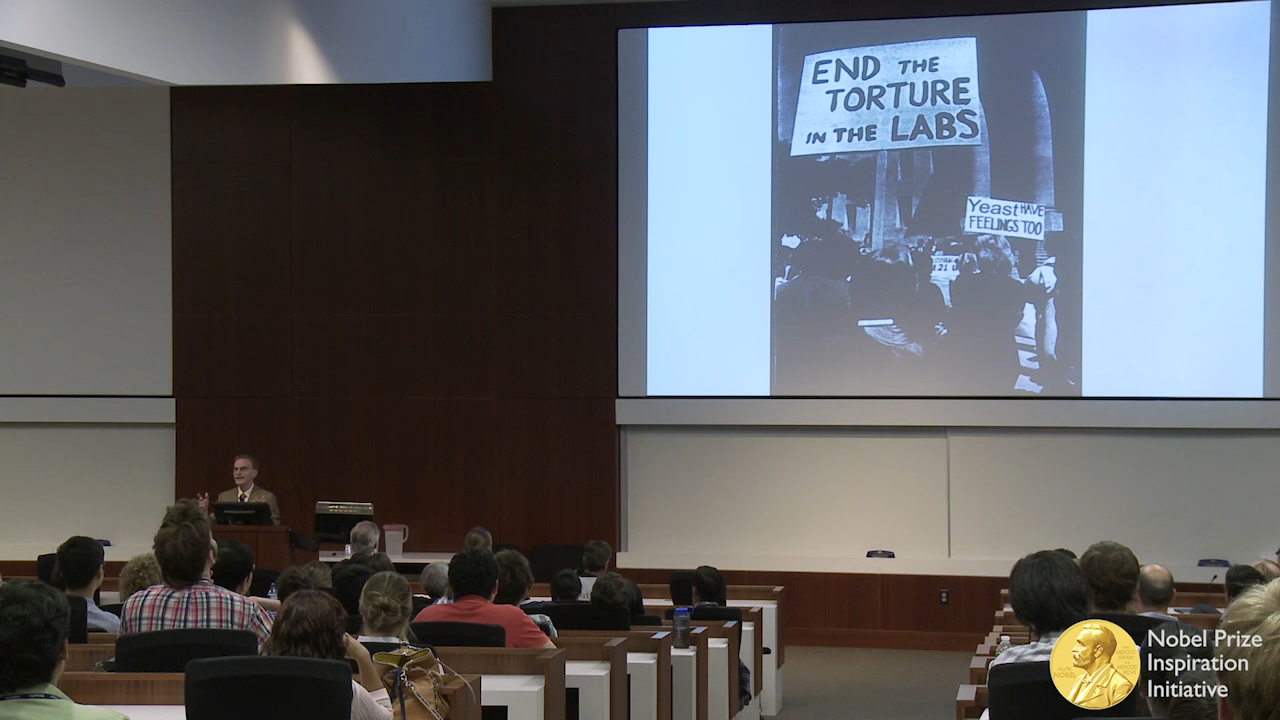 END THE
TORTURE
IN THE LABS
Yeast HAVE
FEELINGS TOO
Nobel Prize
Inspiration
Initiative